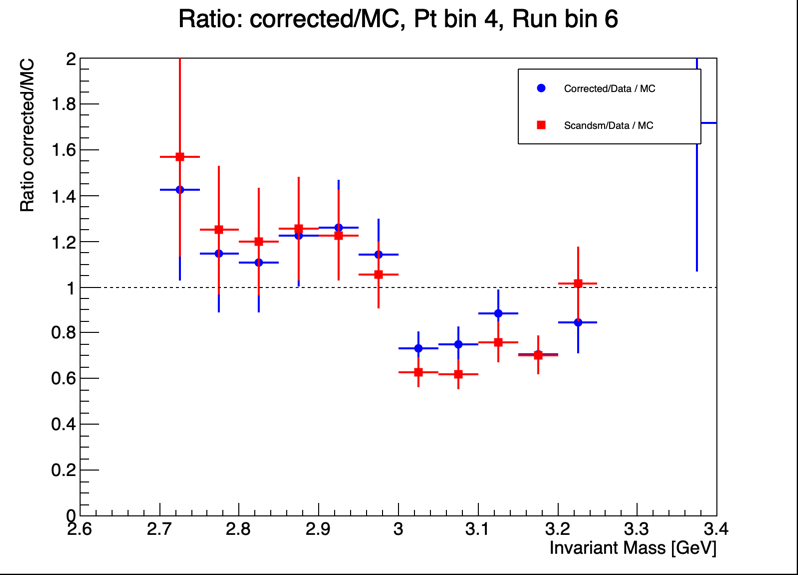 Ratio: corrected/MC, Pt bin 4, Run bin 6
Ratio corrected/MC
2
1.8
1.6
1.4
1.2
1
0.8
0.6
0.4
0.2
0
Corrected/Data / MC
Scandsm/Data / MC
2.6 2.7 2.8 2.9 3 3.1 3.2 3.3 3.4
Invariant Mass [GeV]